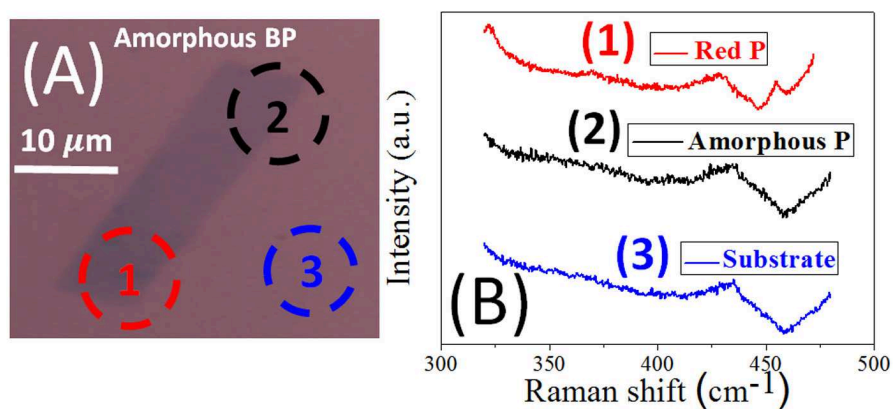 (A)
Amorphous BP
10 μm
1
2
3
(B)
(1) Red P
(2) Amorphous P
(3) Substrate
Intensity (a.u.)
300 350 400 450 500
Raman shift (cm⁻¹)